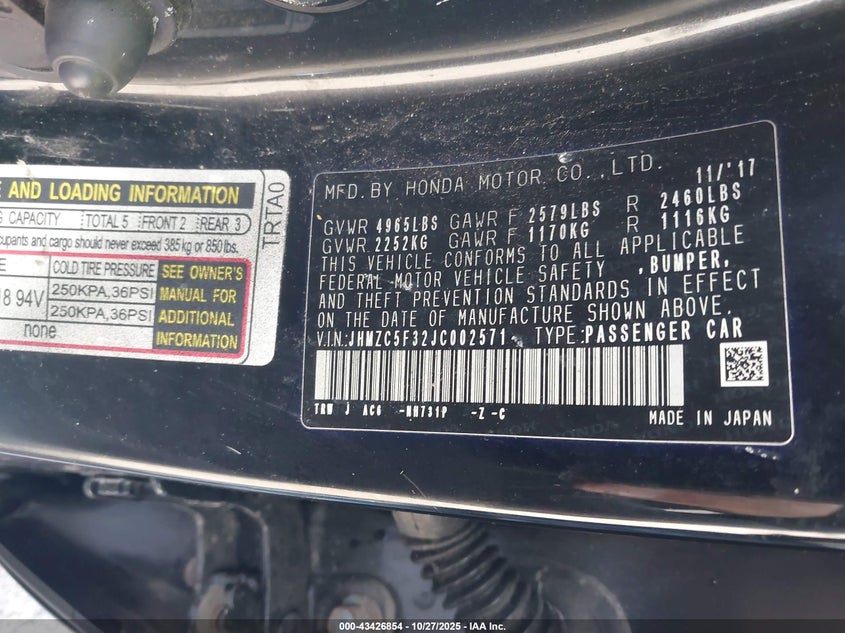 E AND LOADING INFORMATION
G CAPACITY TOTAL 5 FRONT 2 REAR 3
cupants and cargo should never exceed 385 kg or 850 lbs.
E COLD TIRE PRESSURE SEE OWNER'S
MANUAL FOR
ADDITIONAL
INFORMATION
18 94V 250KPA,36PSI
250KPA,36PSI
none
TRTA0
MFD. BY HONDA MOTOR CO., LTD. 11/'17
GVWR 4965LBS GAWR F 2579LBS R 2460LBS
GVWR 2252KG GAWR F 1170KG R 1116KG
THIS VEHICLE CONFORMS TO ALL APPLICABLE
FEDERAL MOTOR VEHICLE SAFETY ,BUMPER,
AND THEFT PREVENTION STANDARDS IN EFFECT
ON THE DATE OF MANUFACTURE SHOWN ABOVE.
V.I.N:JHMZC5F32JC002571 TYPE:PASSENGER CAR
TRW J AC6 -NH731P -Z -C
MADE IN JAPAN
000-43426854 | 10/27/2025 | IAA Inc.